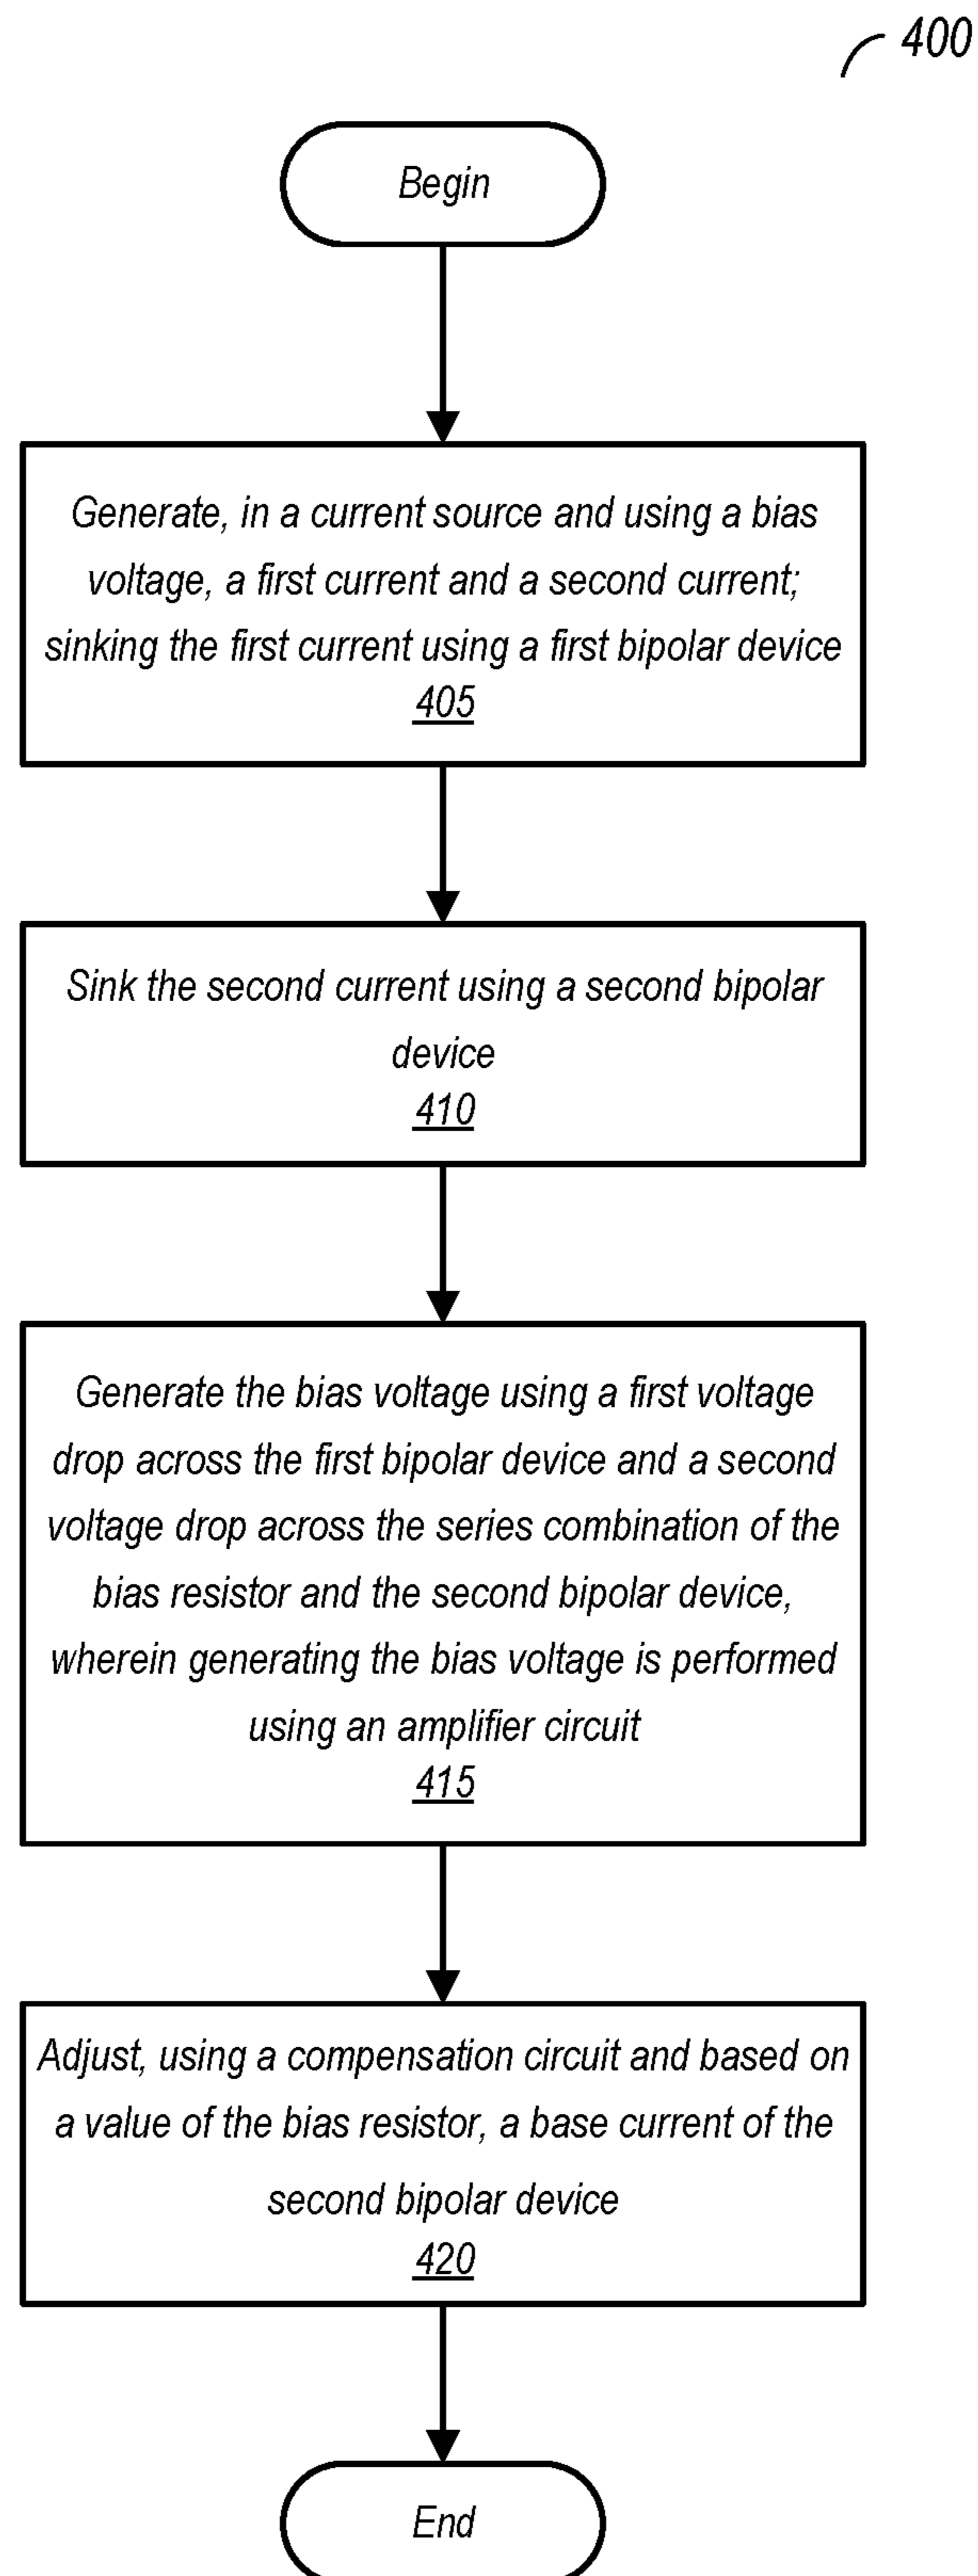 400
Begin
Generate, in a current source and using a bias
voltage, a first current and a second current;
sinking the first current using a first bipolar device
405
Sink the second current using a second bipolar
device
410
Generate the bias voltage using a first voltage
drop across the first bipolar device and a second
voltage drop across the series combination of the
bias resistor and the second bipolar device,
wherein generating the bias voltage is performed
using an amplifier circuit
415
Adjust, using a compensation circuit and based on
a value of the bias resistor, a base current of the
second bipolar device
420
End